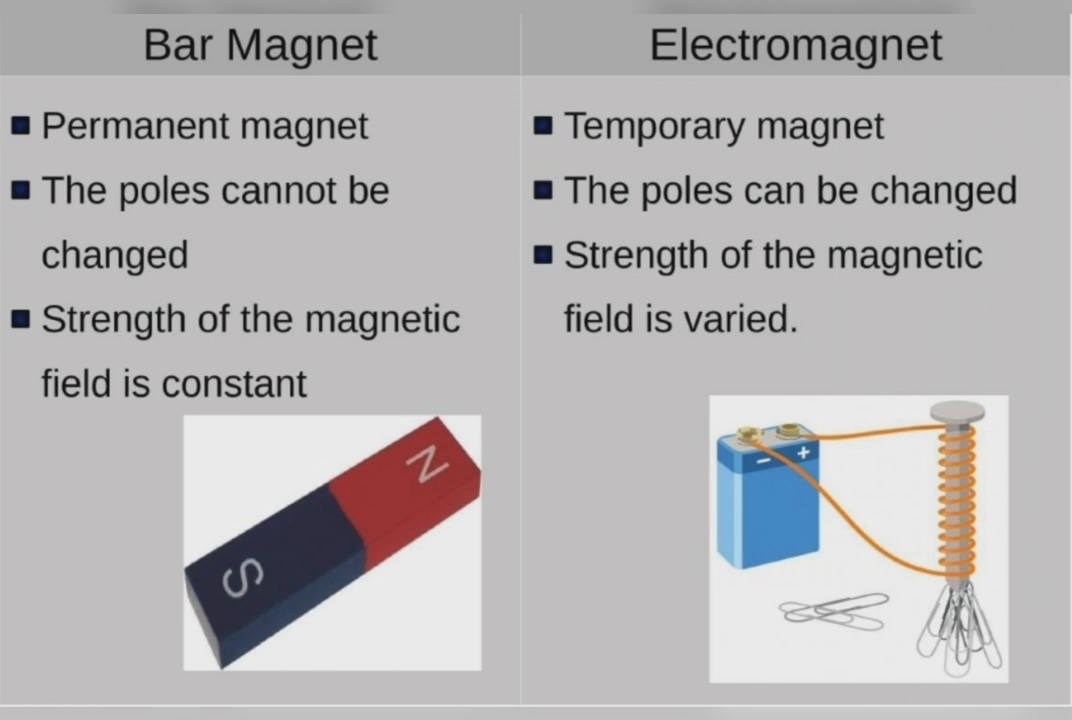 Bar Magnet
Permanent magnet
The poles cannot be
changed
Strength of the magnetic
field is constant
N
S
Electromagnet
Temporary magnet
The poles can be changed
Strength of the magnetic
field is varied.
− +